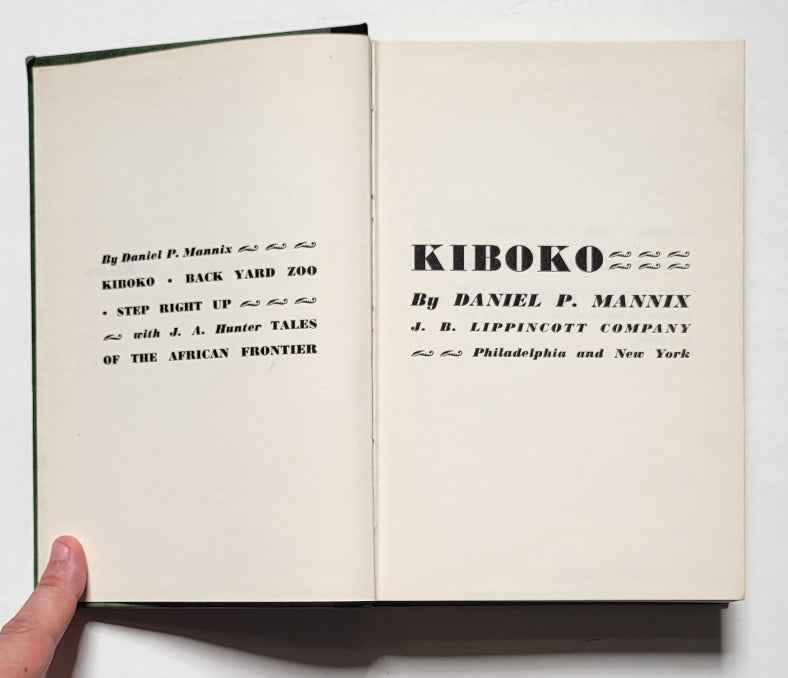 By Daniel P. Mannix
KIBOKO • BACK YARD ZOO
• STEP RIGHT UP
with J. A. Hunter TALES
OF THE AFRICAN FRONTIER
KIBOKO
By DANIEL P. MANNIX
J. B. LIPPINCOTT COMPANY
Philadelphia and New York